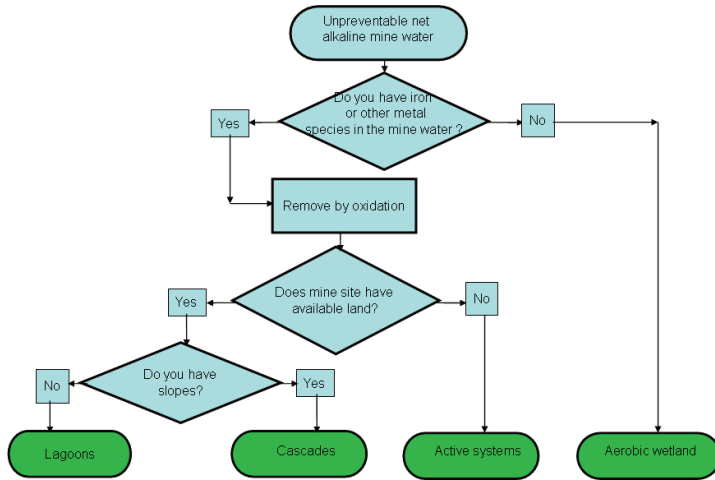 Unpreventable net
alkaline mine water
Do you have iron
or other metal
species in the mine water ?
Yes
No
Remove by oxidation
Does mine site have
available land?
Yes
No
Do you have
slopes?
No
Yes
Lagoons
Cascades
Active systems
Aerobic wetland